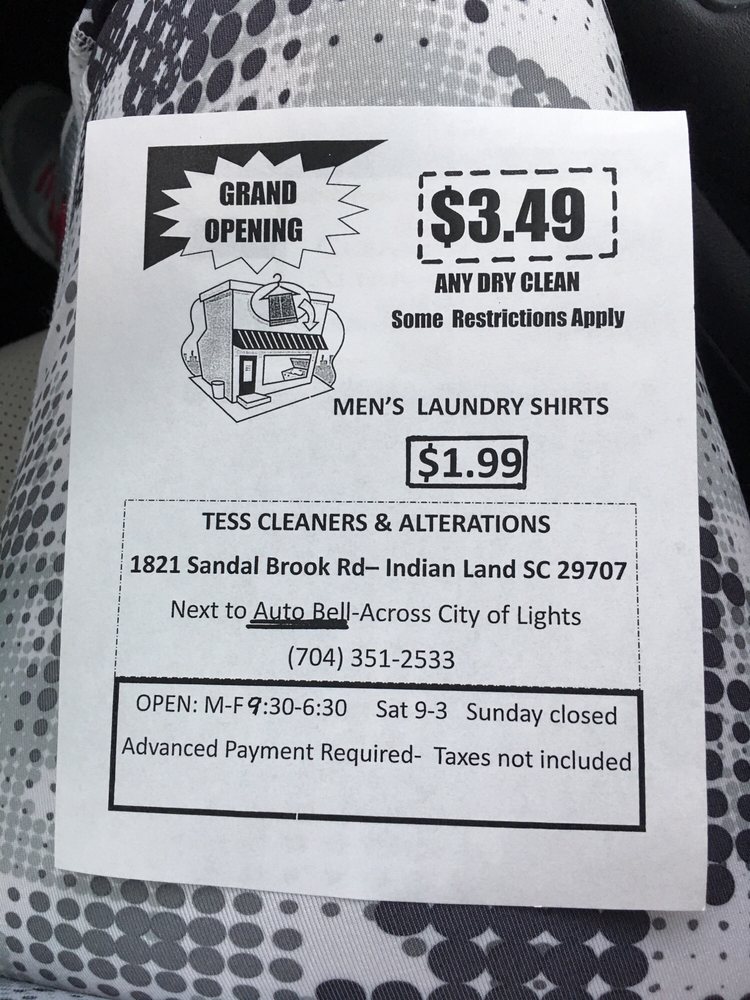 GRAND
OPENING
$3.49
ANY DRY CLEAN
Some Restrictions Apply
MEN'S LAUNDRY SHIRTS
$1.99
TESS CLEANERS & ALTERATIONS
1821 Sandal Brook Rd– Indian Land SC 29707
Next to Auto Bell-Across City of Lights
(704) 351-2533
OPEN: M-F 9:30-6:30 Sat 9-3 Sunday closed
Advanced Payment Required- Taxes not included